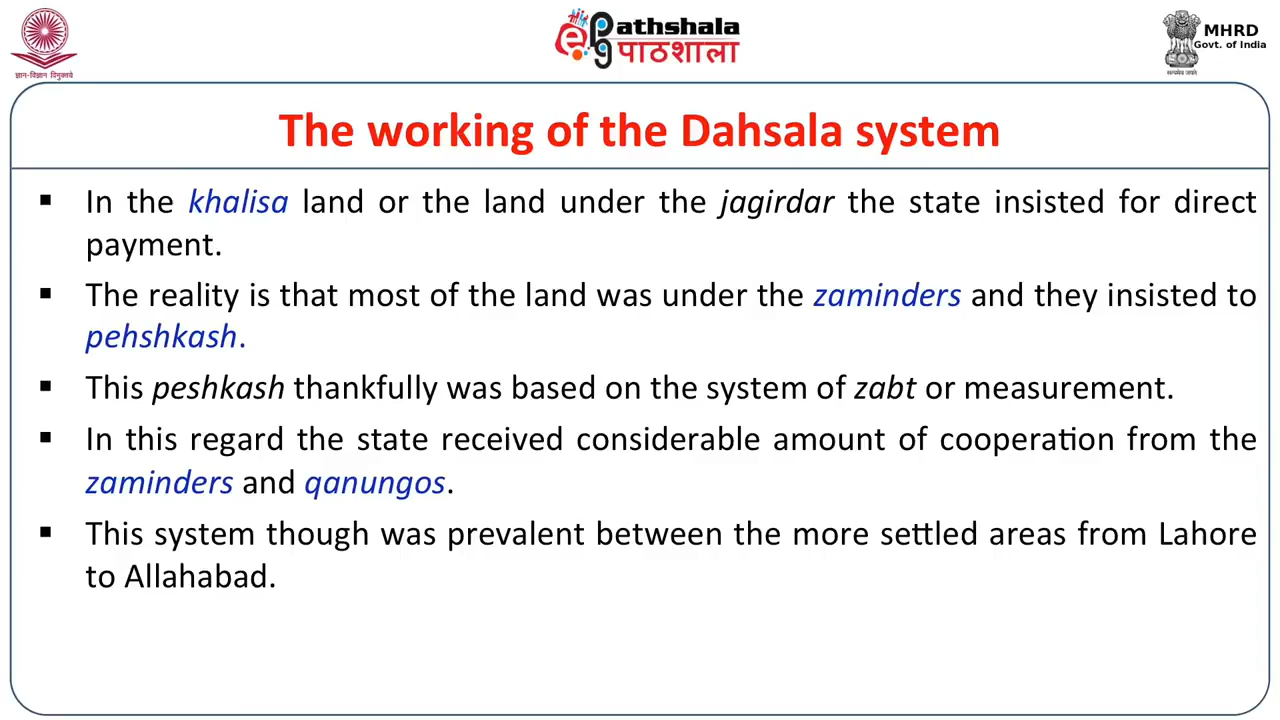 ज्ञान-विज्ञान विमुक्तये
ePathshala
पाठशाला
MHRD
Govt. of India
सत्यमेव जयते
The working of the Dahsala system
▪ In the khalisa land or the land under the jagirdar the state insisted for direct
payment.
▪ The reality is that most of the land was under the zaminders and they insisted to
pehshkash.
▪ This peshkash thankfully was based on the system of zabt or measurement.
▪ In this regard the state received considerable amount of cooperation from the
zaminders and qanungos.
▪ This system though was prevalent between the more settled areas from Lahore
to Allahabad.